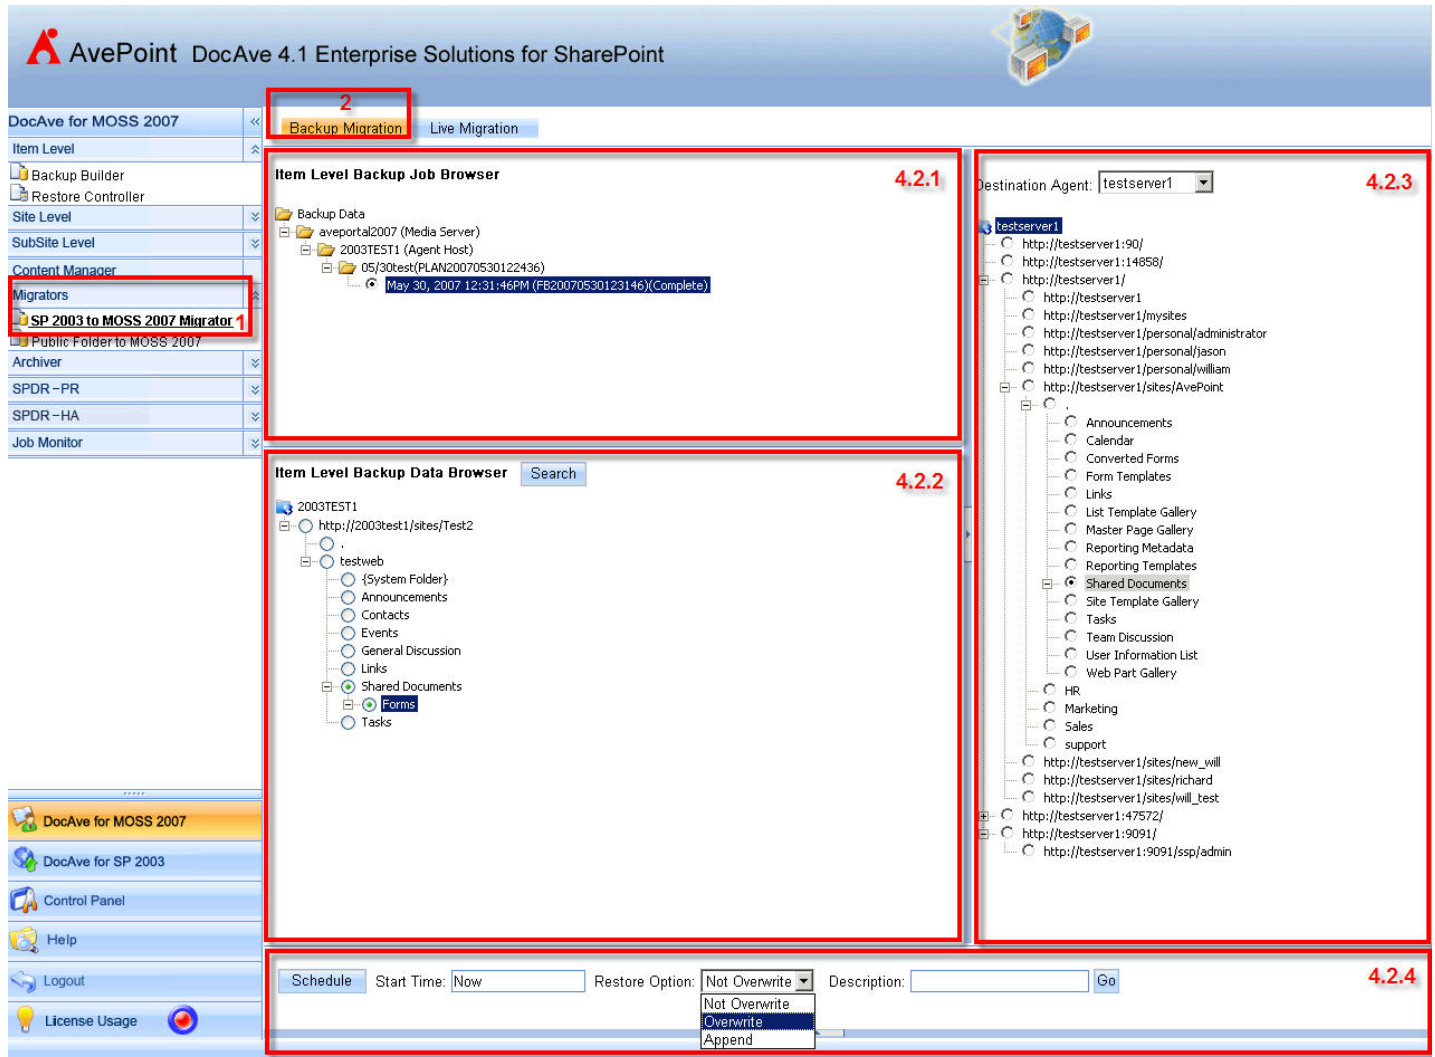 AvePoint DocAve 4.1 Enterprise Solutions for SharePoint
DocAve for MOSS 2007
Item Level
Backup Builder
Restore Controller
Site Level
SubSite Level
Content Manager
Migrators
SP 2003 to MOSS 2007 Migrator 1
Public Folder to MOSS 2007
Archiver
SPDR-PR
SPDR-HA
Job Monitor
DocAve for MOSS 2007
DocAve for SP 2003
Control Panel
Help
Logout
License Usage
2
Backup Migration Live Migration
Item Level Backup Job Browser 4.2.1
Backup Data
aveportal2007 (Media Server)
2003TEST1 (Agent Host)
05/30test(PLAN20070530122436)
May 30, 2007 12:31:46PM (FB20070530123146)(Complete)
Item Level Backup Data Browser Search 4.2.2
2003TEST1
http://2003test1/sites/Test2
.
testweb
{System Folder}
Announcements
Contacts
Events
General Discussion
Links
Shared Documents
Forms
Tasks
Destination Agent: testserver1 4.2.3
testserver1
http://testserver1:90/
http://testserver1:14858/
http://testserver1/
http://testserver1
http://testserver1/mysites
http://testserver1/personal/administrator
http://testserver1/personal/jason
http://testserver1/personal/william
http://testserver1/sites/AvePoint
.
Announcements
Calendar
Converted Forms
Form Templates
Links
List Template Gallery
Master Page Gallery
Reporting Metadata
Reporting Templates
Shared Documents
Site Template Gallery
Tasks
Team Discussion
User Information List
Web Part Gallery
HR
Marketing
Sales
support
http://testserver1/sites/new_will
http://testserver1/sites/richard
http://testserver1/sites/will_test
http://testserver1:47572/
http://testserver1:9091/
http://testserver1:9091/ssp/admin
Schedule Start Time: Now Restore Option: Not Overwrite Description: Go 4.2.4
Not Overwrite
Overwrite
Append